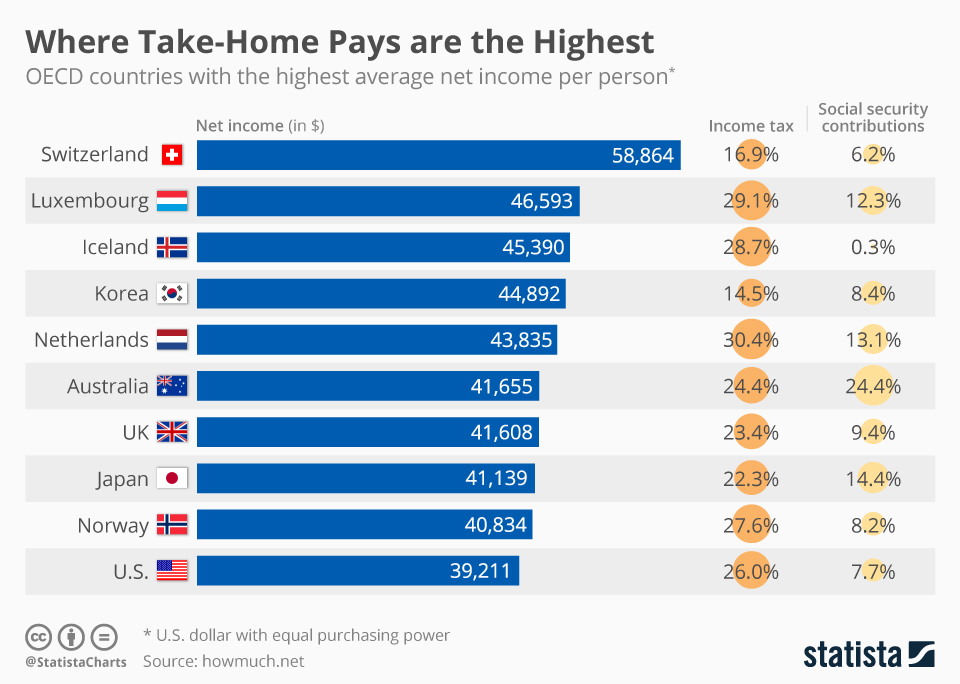 Where Take-Home Pays are the Highest
OECD countries with the highest average net income per person*
Net income (in $) Income tax Social security
contributions
Switzerland 58,864 16.9% 6.2%
Luxembourg 46,593 29.1% 12.3%
Iceland 45,390 28.7% 0.3%
Korea 44,892 14.5% 8.4%
Netherlands 43,835 30.4% 13.1%
Australia 41,655 24.4% 24.4%
UK 41,608 23.4% 9.4%
Japan 41,139 22.3% 14.4%
Norway 40,834 27.6% 8.2%
U.S. 39,211 26.0% 7.7%
cc = * U.S. dollar with equal purchasing power
@StatistaCharts Source: howmuch.net
statista